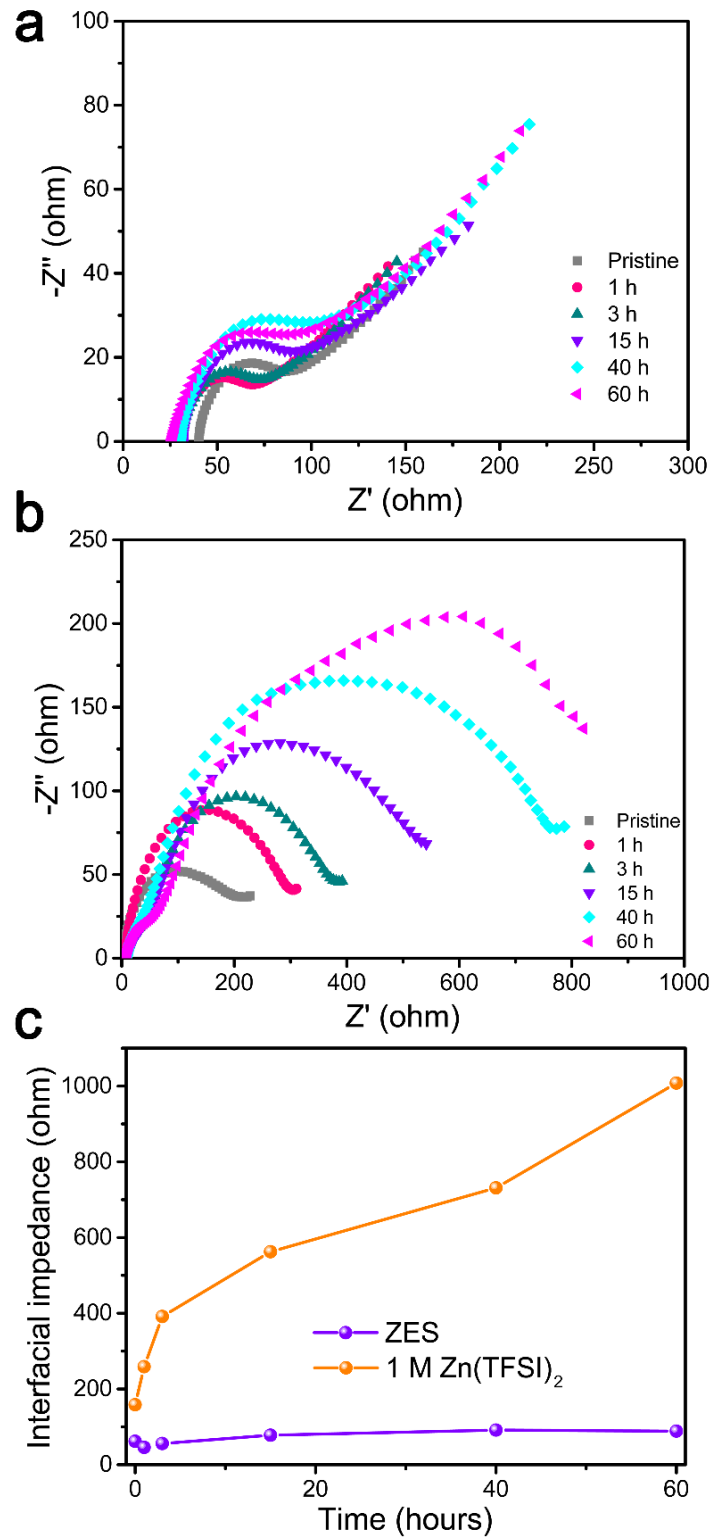 a
100
80
60
40
20
0
-Z" (ohm)
Pristine
1 h
3 h
15 h
40 h
60 h
0 50 100 150 200 250 300
Z' (ohm)
b
250
200
150
100
50
0
-Z" (ohm)
Pristine
1 h
3 h
15 h
40 h
60 h
0 200 400 600 800 1000
Z' (ohm)
c
1000
800
600
400
200
0
Interfacial impedance (ohm)
ZES
1 M Zn(TFSI)₂
0 20 40 60
Time (hours)